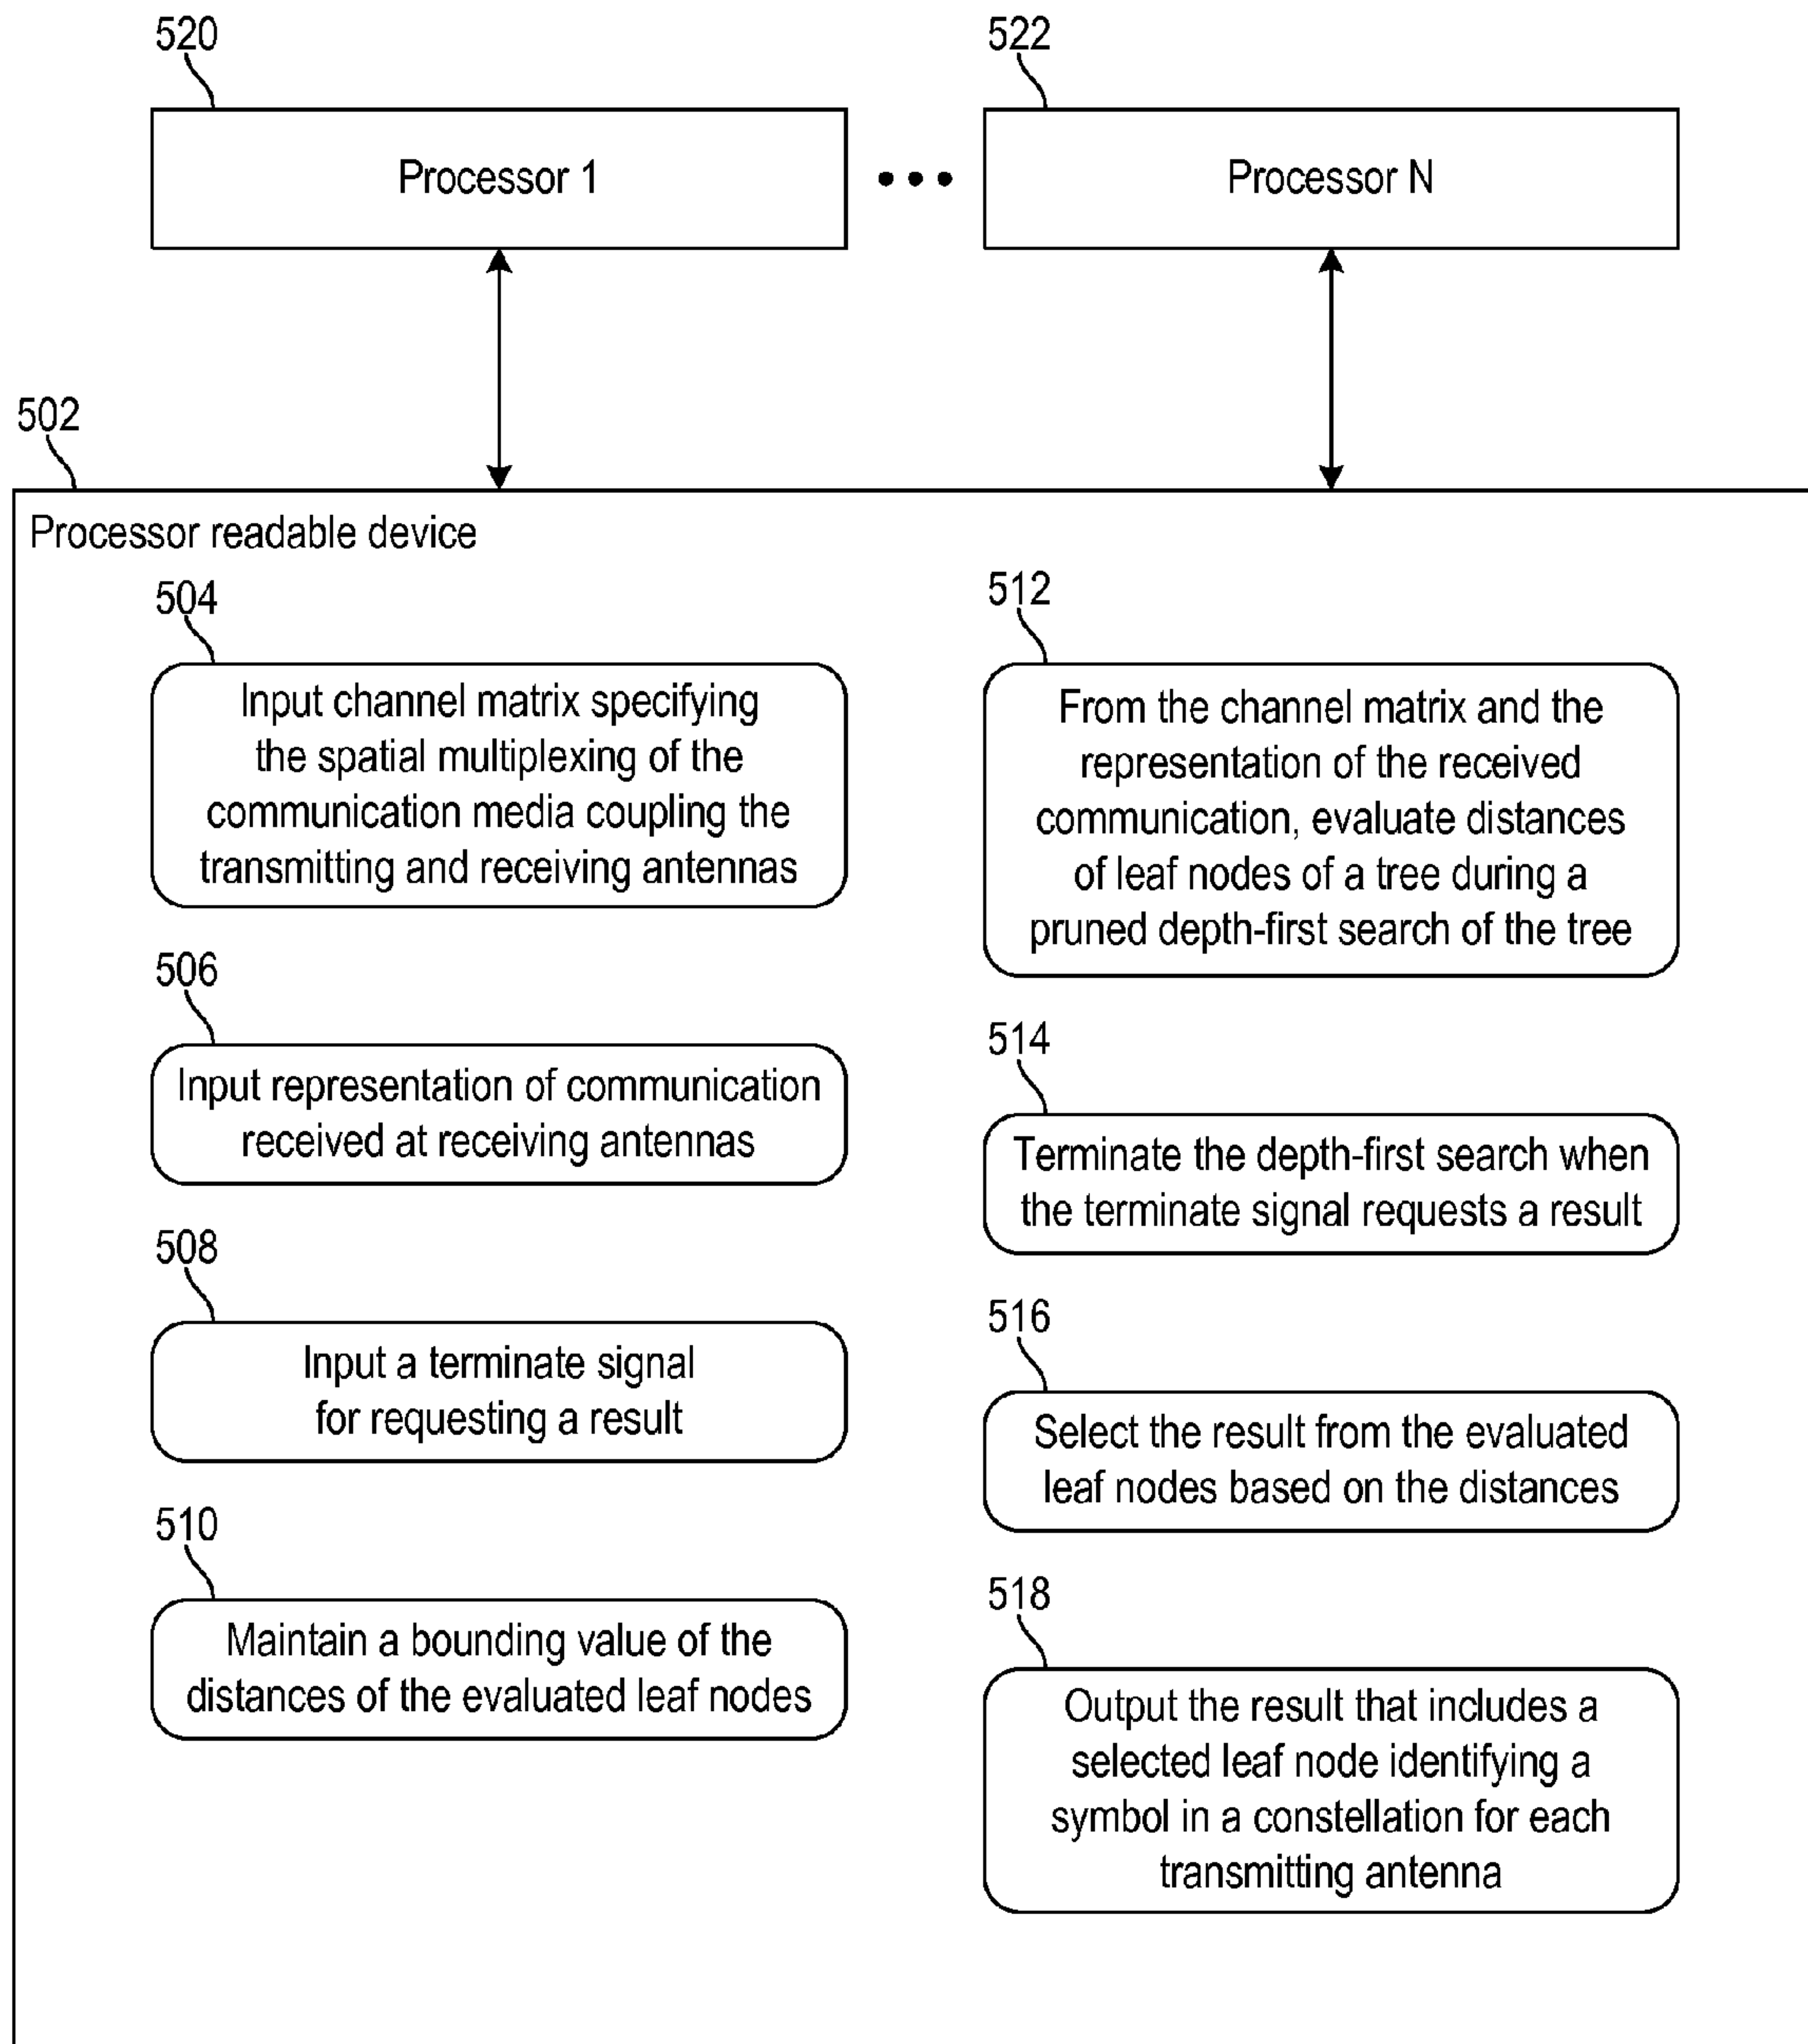 520
522
Processor 1
Processor N
502
Processor readable device
504
Input channel matrix specifying
the spatial multiplexing of the
communication media coupling the
transmitting and receiving antennas
506
Input representation of communication
received at receiving antennas
508
Input a terminate signal
for requesting a result
510
Maintain a bounding value of the
distances of the evaluated leaf nodes
512
From the channel matrix and the
representation of the received
communication, evaluate distances
of leaf nodes of a tree during a
pruned depth-first search of the tree
514
Terminate the depth-first search when
the terminate signal requests a result
516
Select the result from the evaluated
leaf nodes based on the distances
518
Output the result that includes a
selected leaf node identifying a
symbol in a constellation for each
transmitting antenna